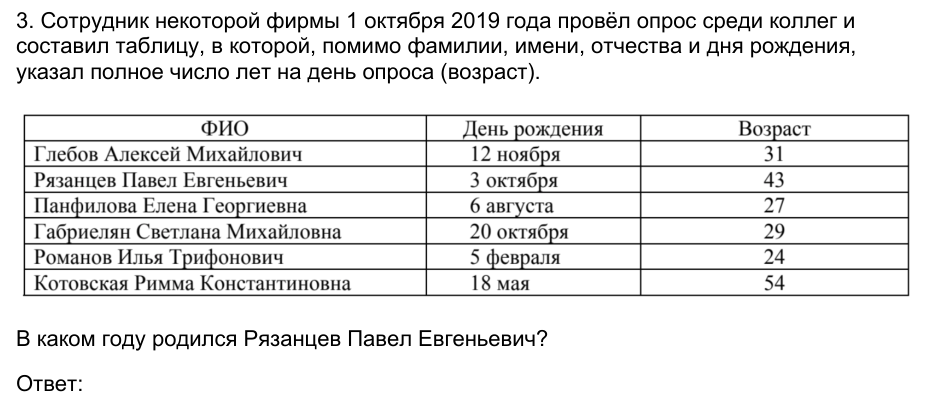 3. Сотрудник некоторой фирмы 1 октября 2019 года провёл опрос среди коллег и
составил таблицу, в которой, помимо фамилии, имени, отчества и дня рождения,
указал полное число лет на день опроса (возраст).
ФИО День рождения Возраст
Глебов Алексей Михайлович 12 ноября 31
Рязанцев Павел Евгеньевич 3 октября 43
Панфилова Елена Георгиевна 6 августа 27
Габриелян Светлана Михайловна 20 октября 29
Романов Илья Трифонович 5 февраля 24
Котовская Римма Константиновна 18 мая 54
В каком году родился Рязанцев Павел Евгеньевич?
Ответ: